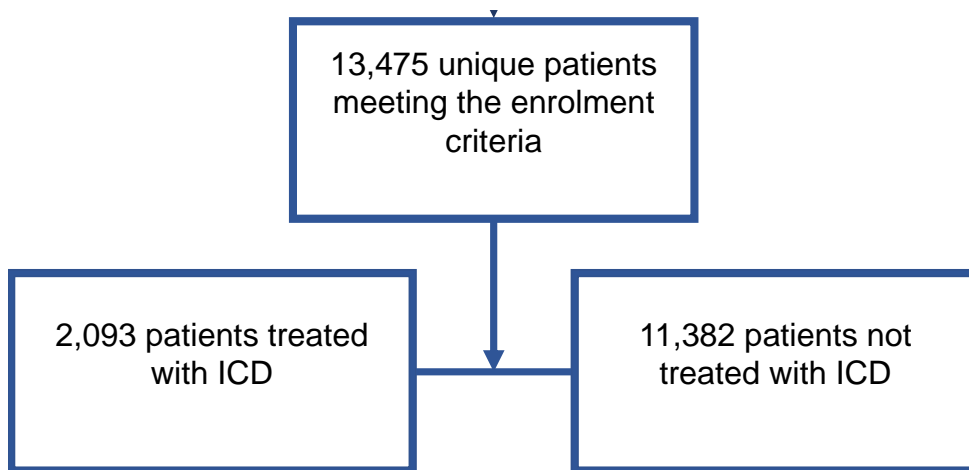 13,475 unique patients
meeting the enrolment
criteria
2,093 patients treated
with ICD
11,382 patients not
treated with ICD